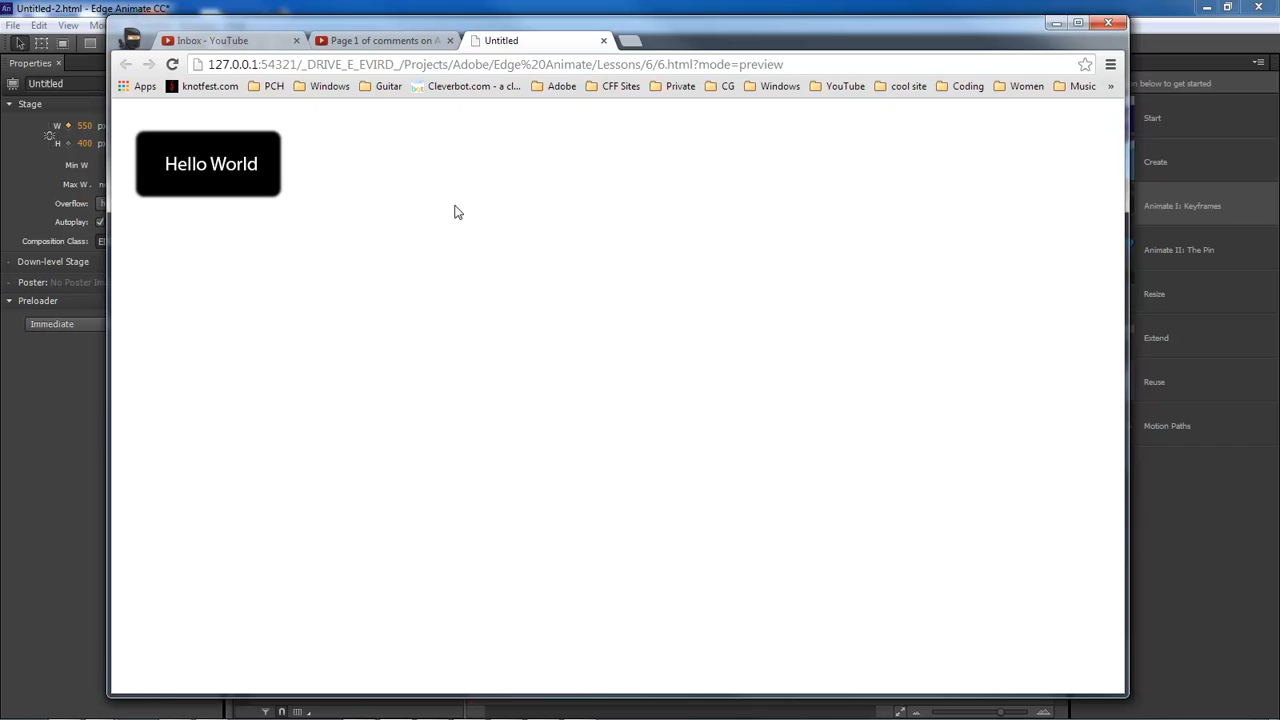 Untitled-2.html - Edge Animate CC*
File Edit View Mo
Inbox - YouTube
Page 1 of comments on A
Untitled
127.0.0.1:54321/_DRIVE_E_EVIRD_/Projects/Adobe/Edge%20Animate/Lessons/6/6.html?mode=preview
Apps knotfest.com PCH Windows Guitar Cleverbot.com - a cl... Adobe CFF Sites Private CG Windows YouTube cool site Coding Women Music »
Properties
Untitled
Stage
W 550 px
H 400 px
Min W
Max W
Overflow:
Autoplay:
Composition Class:
Down-level Stage
Poster: No Poster Im
Preloader
Immediate
Hello World
n below to get started
Start
Create
Animate I: Keyframes
Animate II: The Pin
Resize
Extend
Reuse
Motion Paths